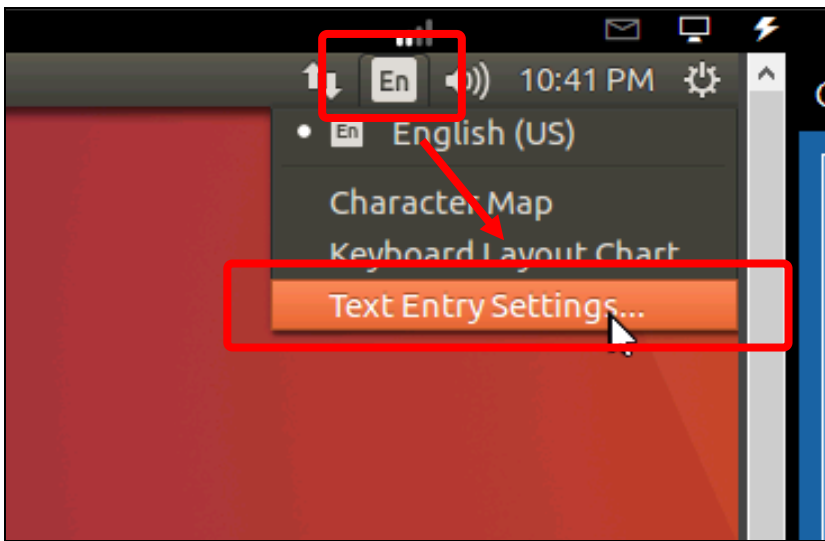 En 10:41 PM
En English (US)
Character Map
Keyboard Layout Chart
Text Entry Settings...